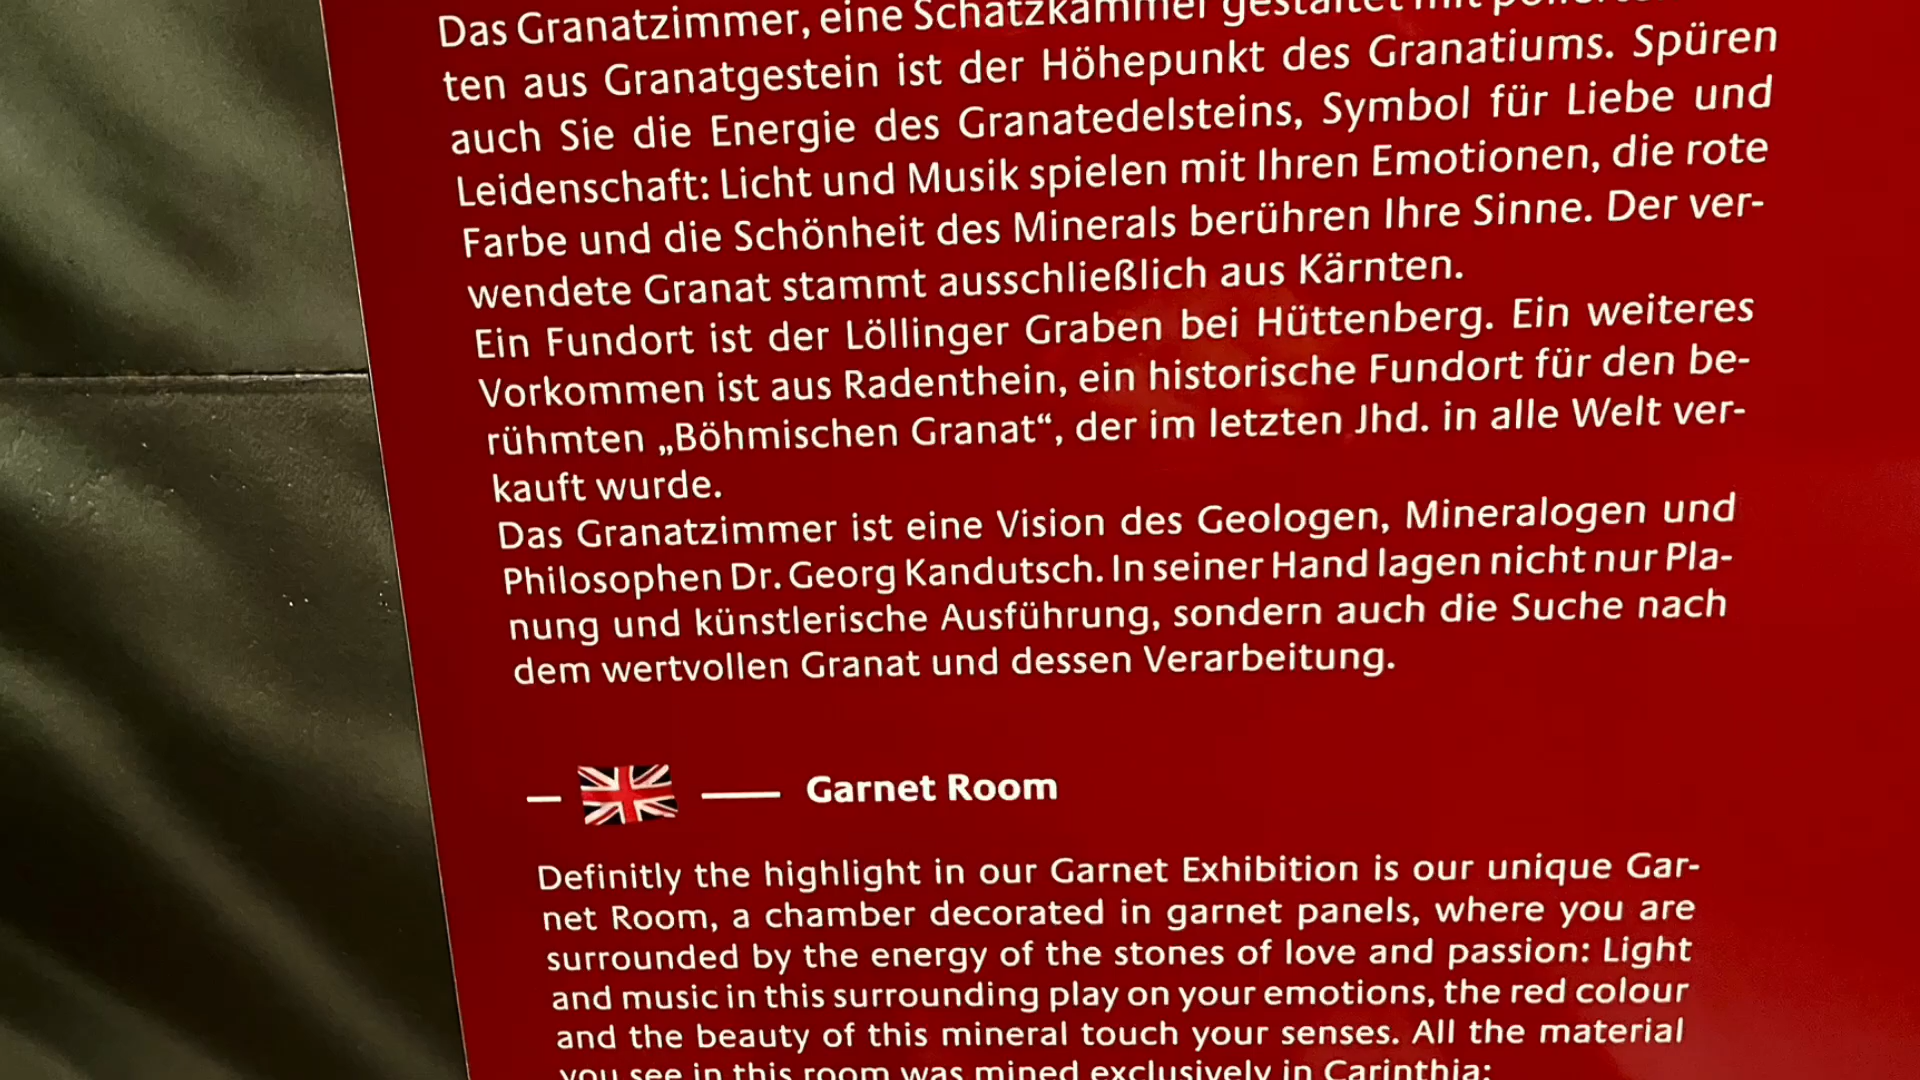 Das Granatzimmer, eine Schatzkammer gestaltet mit
ten aus Granatgestein ist der Höhepunkt des Granatiums. Spüren
auch Sie die Energie des Granatedelsteins, Symbol für Liebe und
Leidenschaft: Licht und Musik spielen mit Ihren Emotionen, die rote
Farbe und die Schönheit des Minerals berühren Ihre Sinne. Der ver-
wendete Granat stammt ausschließlich aus Kärnten.
Ein Fundort ist der Löllinger Graben bei Hüttenberg. Ein weiteres
Vorkommen ist aus Radenthein, ein historische Fundort für den be-
rühmten „Böhmischen Granat“, der im letzten Jhd. in alle Welt ver-
kauft wurde.
Das Granatzimmer ist eine Vision des Geologen, Mineralogen und
Philosophen Dr. Georg Kandutsch. In seiner Hand lagen nicht nur Pla-
nung und künstlerische Ausführung, sondern auch die Suche nach
dem wertvollen Granat und dessen Verarbeitung.
Garnet Room
Definitly the highlight in our Garnet Exhibition is our unique Gar-
net Room, a chamber decorated in garnet panels, where you are
surrounded by the energy of the stones of love and passion: Light
and music in this surrounding play on your emotions, the red colour
and the beauty of this mineral touch your senses. All the material
you see in this room was mined exclusively in Carinthia: